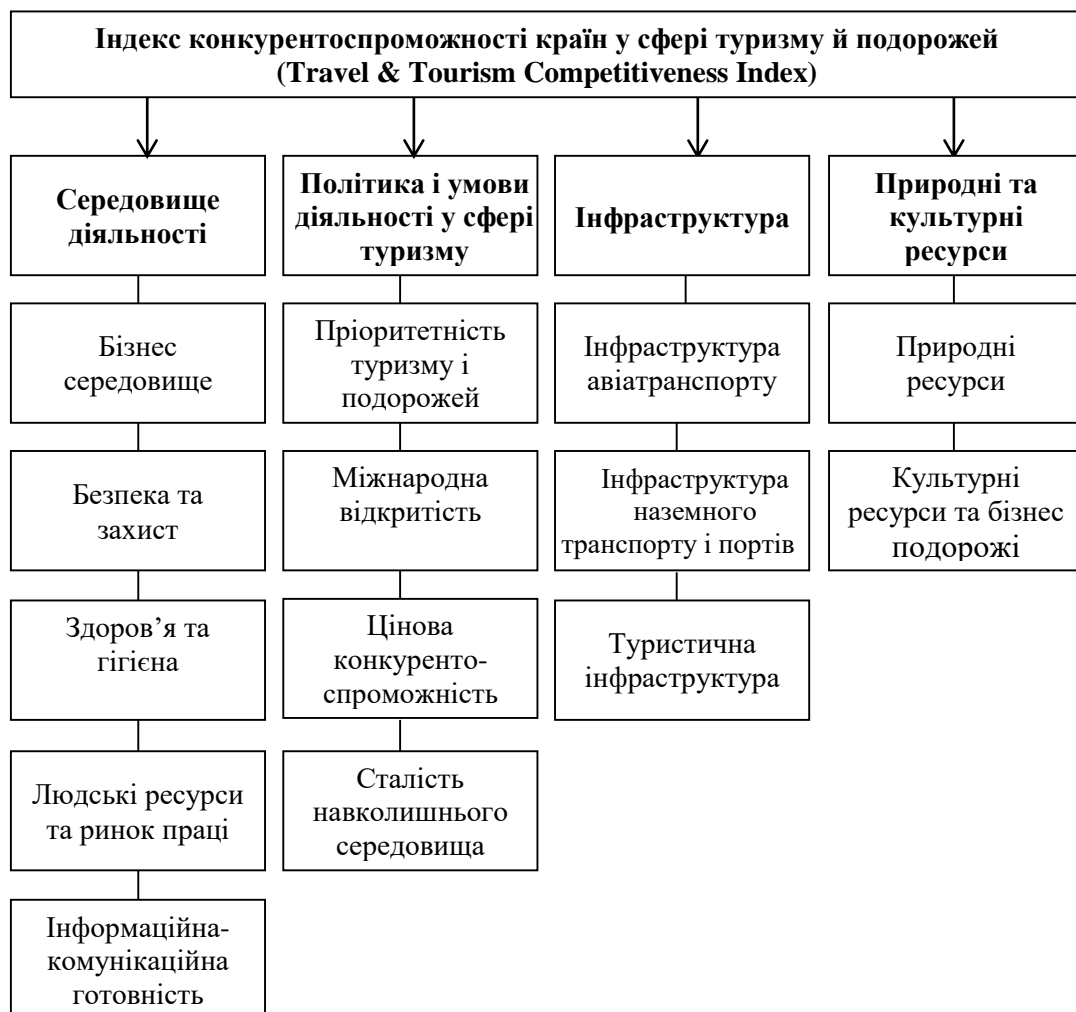 Індекс конкурентоспроможності країн у сфері туризму й подорожей
(Travel & Tourism Competitiveness Index)
Середовище
діяльності
Політика і умови
діяльності у сфері
туризму
Інфраструктура
Природні та
культурні
ресурси
Бізнес
середовище
Пріоритетність
туризму і
подорожей
Інфраструктура
авіатранспорту
Природні
ресурси
Безпека та
захист
Міжнародна
відкритість
Інфраструктура
наземного
транспорту і портів
Культурні
ресурси та бізнес
подорожі
Здоров’я та
гігієна
Цінова
конкуренто-
спроможність
Туристична
інфраструктура
Людські ресурси
та ринок праці
Сталість
навколишнього
середовища
Інформаційна-
комунікаційна
готовність